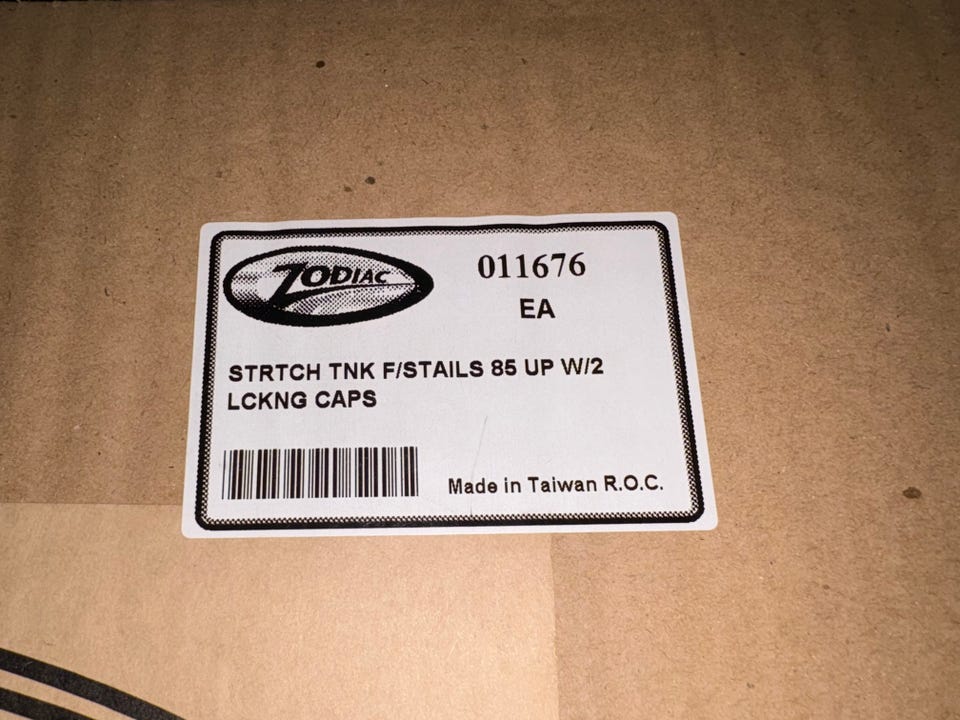 ZODIAC
011676
EA
STRTCH TNK F/STAILS 85 UP W/2
LCKNG CAPS
Made in Taiwan R.O.C.